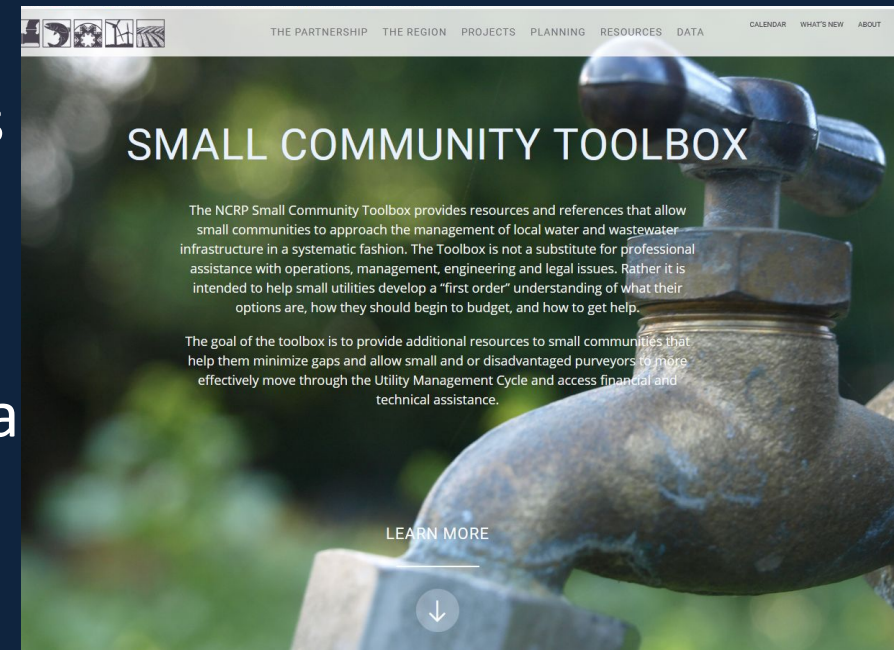 THE PARTNERSHIP THE REGION PROJECTS PLANNING RESOURCES DATA
CALENDAR WHAT'S NEW ABOUT
SMALL COMMUNITY TOOLBOX
The NCRP Small Community Toolbox provides resources and references that allow
small communities to approach the management of local water and wastewater
infrastructure in a systematic fashion. The Toolbox is not a substitute for professional
assistance with operations, management, engineering and legal issues. Rather it is
intended to help small utilities develop a “first order” understanding of what their
options are, how they should begin to budget, and how to get help.
The goal of the toolbox is to provide additional resources to small communities that
help them minimize gaps and allow small and or disadvantaged purveyors to more
effectively move through the Utility Management Cycle and access financial and
technical assistance.
LEARN MORE